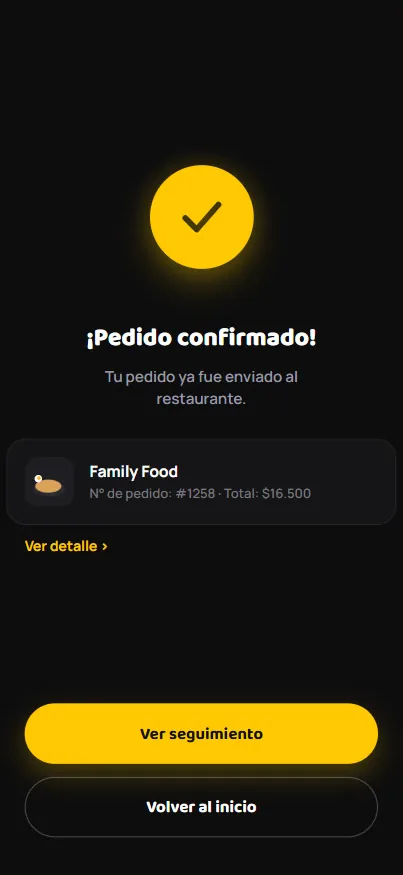 ¡Pedido confirmado!
Tu pedido ya fue enviado al
restaurante.
Family Food
N° de pedido: #1258 · Total: $16.500
Ver detalle ›
Ver seguimiento
Volver al inicio